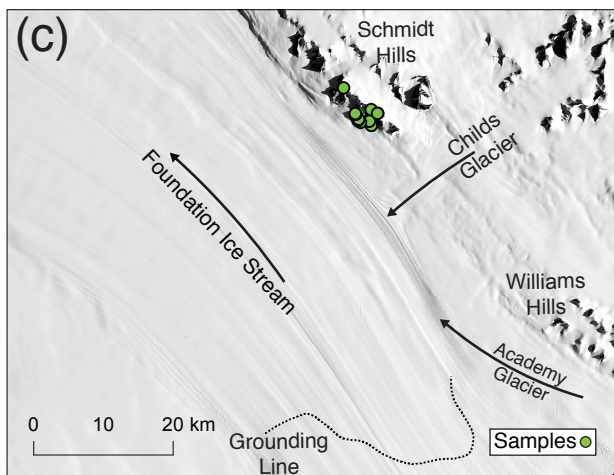 (c)
Schmidt
Hills
Childs
Glacier
Foundation Ice Stream
Williams
Hills
Academy
Glacier
0 10 20 km
Grounding
Line
Samples